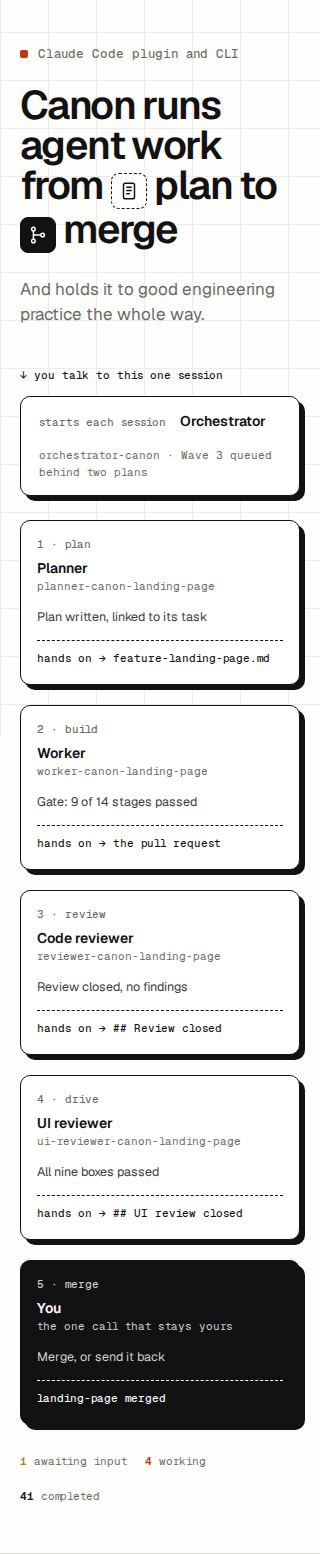 Claude Code plugin and CLI
Canon runs
agent work
from plan to
merge
And holds it to good engineering
practice the whole way.
↓ you talk to this one session
starts each session Orchestrator
orchestrator-canon · Wave 3 queued
behind two plans
1 · plan
Planner
planner-canon-landing-page
Plan written, linked to its task
hands on → feature-landing-page.md
2 · build
Worker
worker-canon-landing-page
Gate: 9 of 14 stages passed
hands on → the pull request
3 · review
Code reviewer
reviewer-canon-landing-page
Review closed, no findings
hands on → ## Review closed
4 · drive
UI reviewer
ui-reviewer-canon-landing-page
All nine boxes passed
hands on → ## UI review closed
5 · merge
You
the one call that stays yours
Merge, or send it back
landing-page merged
1 awaiting input 4 working
41 completed